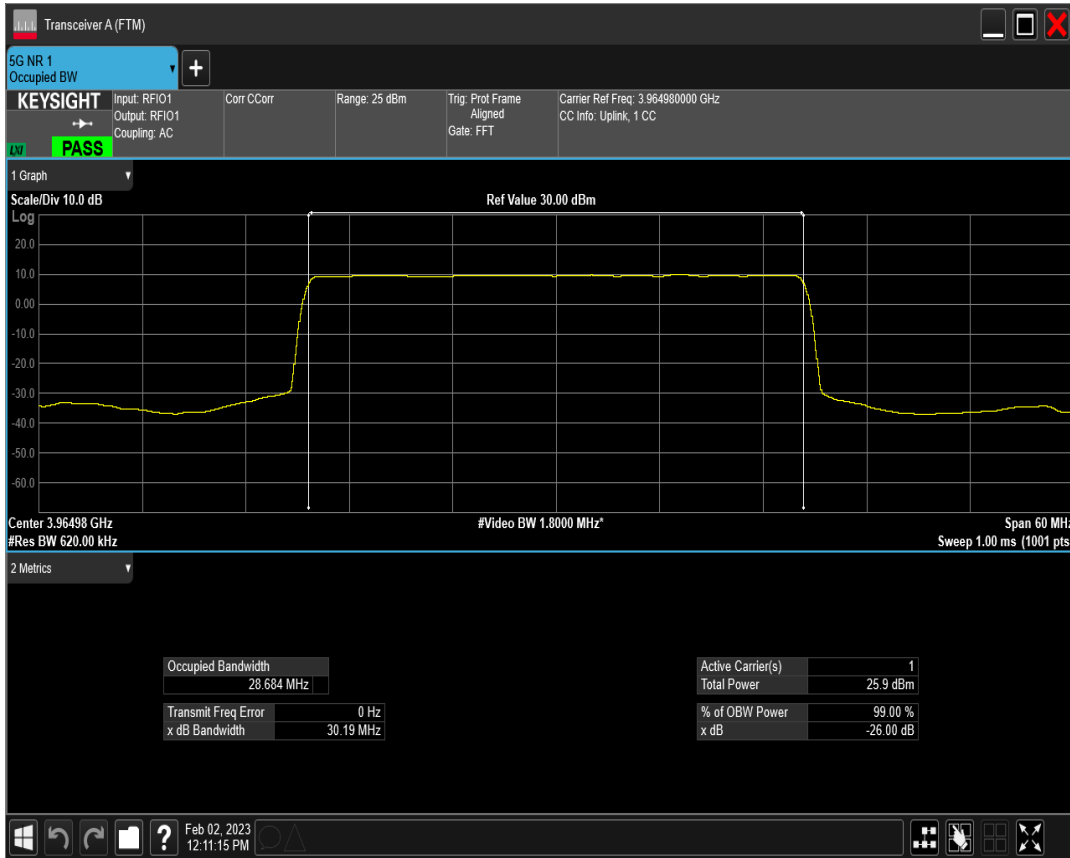 Transceiver A (FTM)
5G NR 1
Occupied BW
+
KEYSIGHT
LXI
PASS
Input: RFIO1
Output: RFIO1
Coupling: AC
Corr CCorr
Range: 25 dBm
Trig: Prot Frame
Aligned
Gate: FFT
Carrier Ref Freq: 3.964980000 GHz
CC Info: Uplink, 1 CC
1 Graph
Scale/Div 10.0 dB
Ref Value 30.00 dBm
Log
20.0
10.0
0.00
-10.0
-20.0
-30.0
-40.0
-50.0
-60.0
Center 3.96498 GHz
#Video BW 1.8000 MHz*
Span 60 MHz
#Res BW 620.00 kHz
Sweep 1.00 ms (1001 pts
2 Metrics
Occupied Bandwidth
28.684 MHz
Transmit Freq Error 0 Hz
x dB Bandwidth 30.19 MHz
Active Carrier(s) 1
Total Power 25.9 dBm
% of OBW Power 99.00 %
x dB -26.00 dB
?
Feb 02, 2023
12:11:15 PM